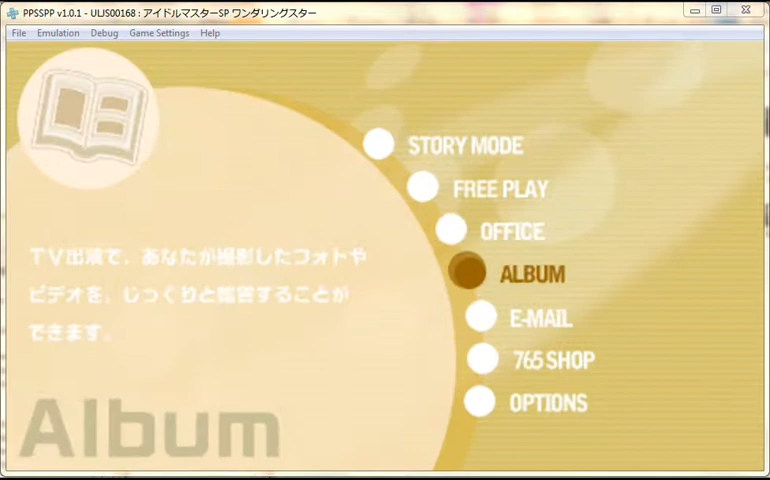 PPSSPP v1.0.1 - ULJS00168 : アイドルマスターSP ワンダリングスター
File Emulation Debug Game Settings Help
STORY MODE
FREE PLAY
OFFICE
ALBUM
E-MAIL
765 SHOP
OPTIONS
TV出演で、あなたが撮影したフォトや
ビデオを、じっくりと鑑賞することが
できます。
Album